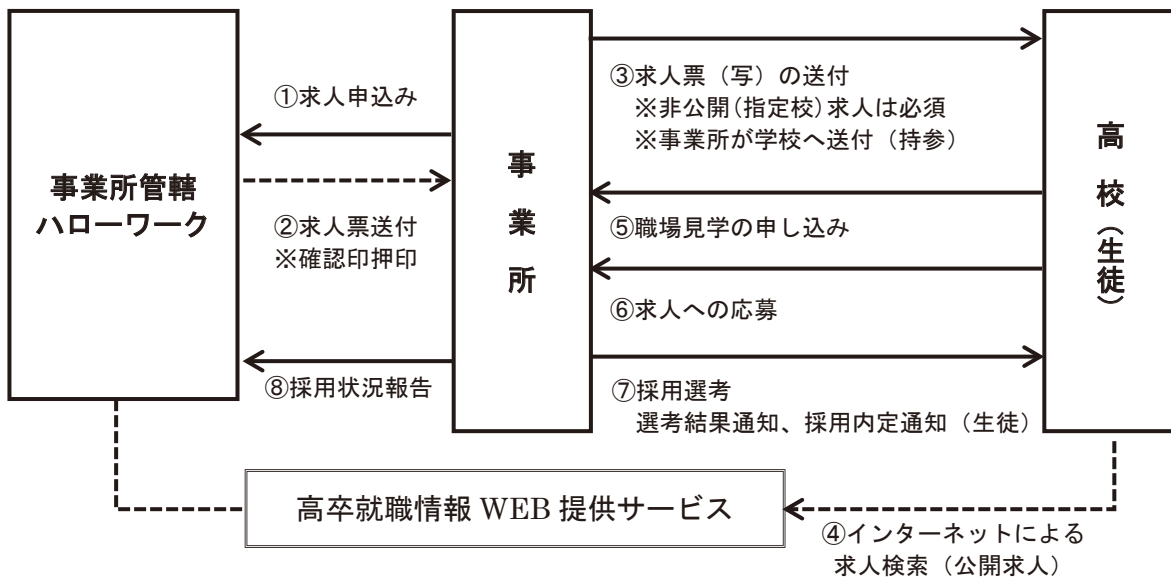 事業所管轄
ハローワーク
①求人申込み
②求人票送付
※確認印押印
⑧採用状況報告
事業所
③求人票（写）の送付
※非公開(指定校)求人は必須
※事業所が学校へ送付（持参）
⑤職場見学の申し込み
⑥求人への応募
⑦採用選考
選考結果通知、採用内定通知（生徒）
高校（生徒）
高卒就職情報 WEB 提供サービス
④インターネットによる
求人検索（公開求人）